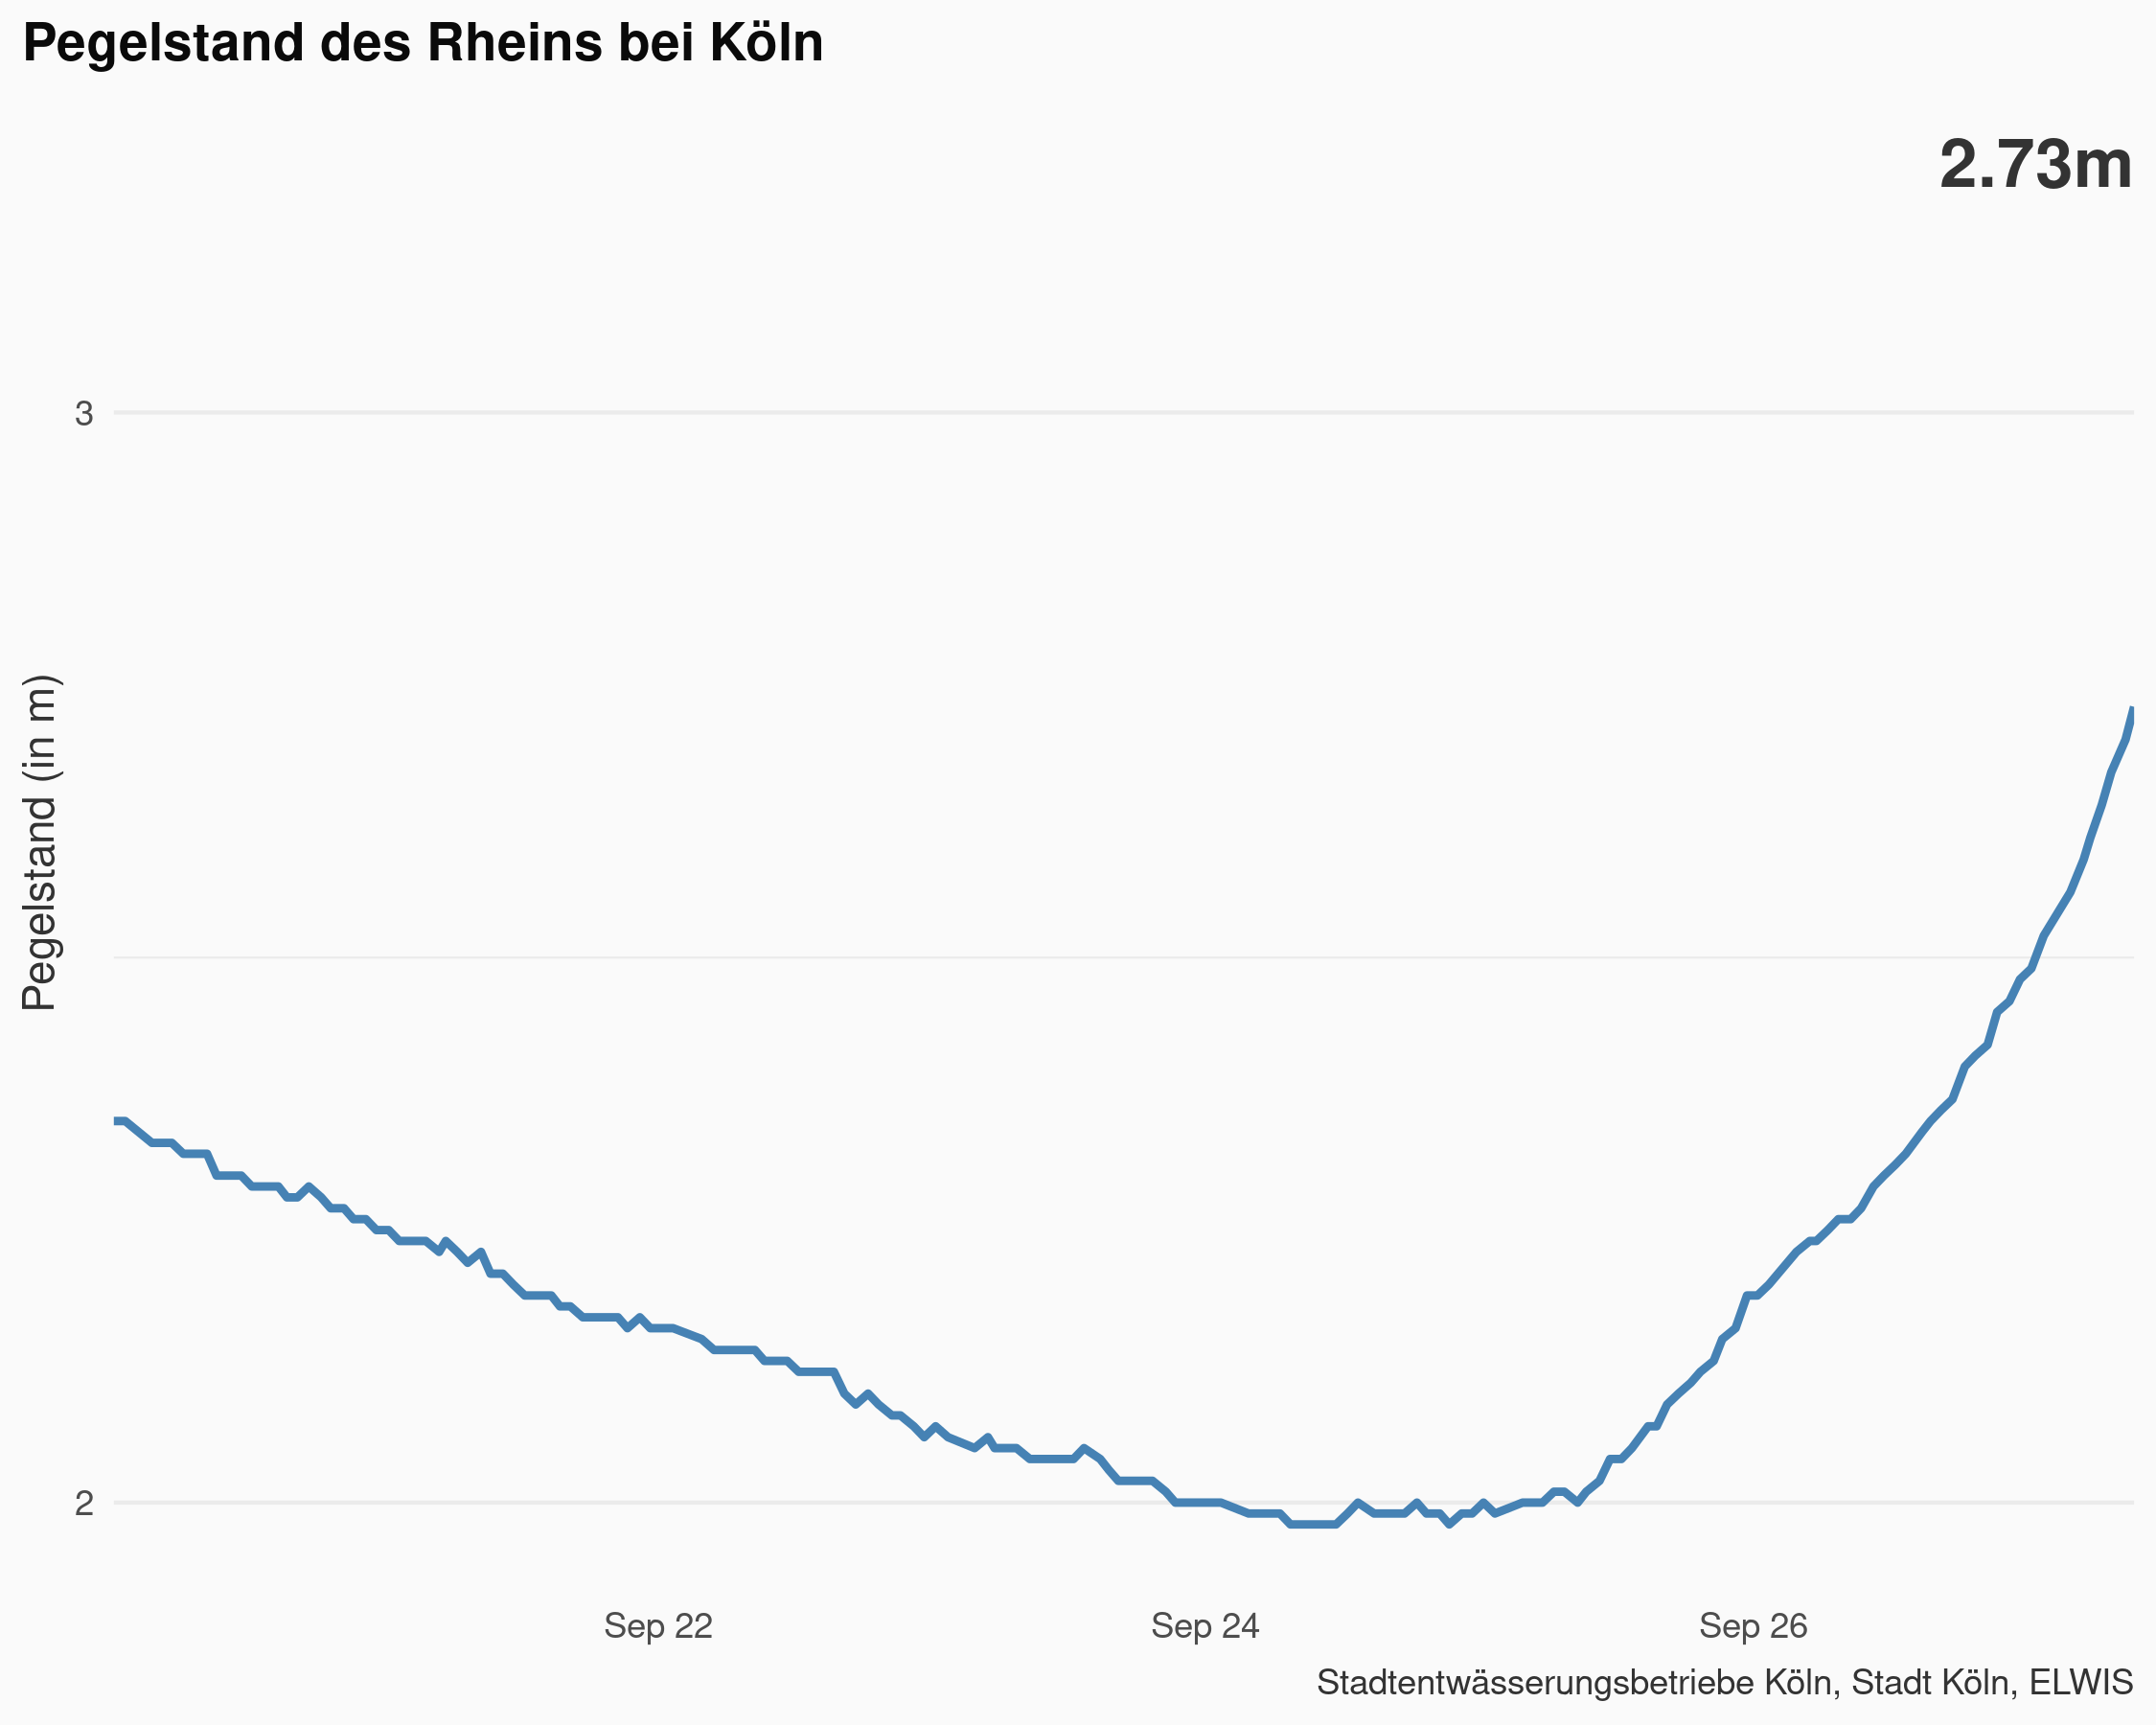 Pegelstand des Rheins bei Köln
2.73m
3
Pegelstand (in m)
2
Sep 22
Sep 24
Sep 26
Stadtentwässerungsbetriebe Köln, Stadt Köln, ELWIS